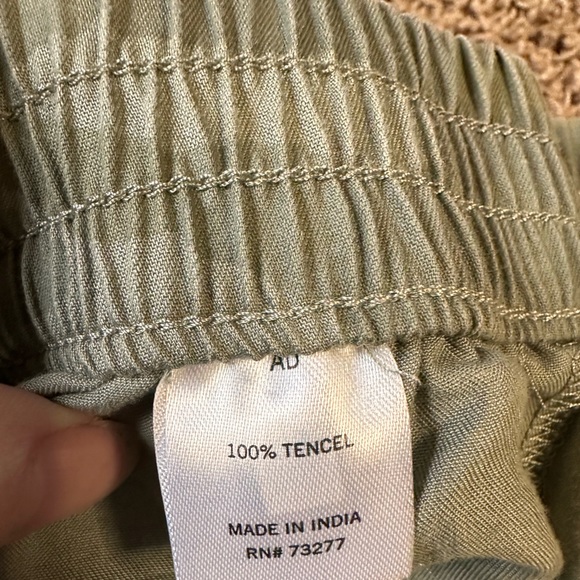 AD
100% TENCEL
MADE IN INDIA
RN# 73277